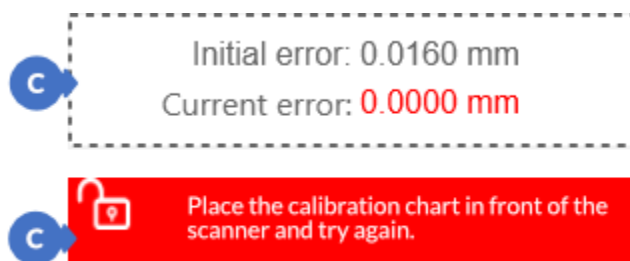 Initial error: 0.0160 mm
C
Current error: 0.0000 mm
Place the calibration chart in front of the
C
scanner and try again.